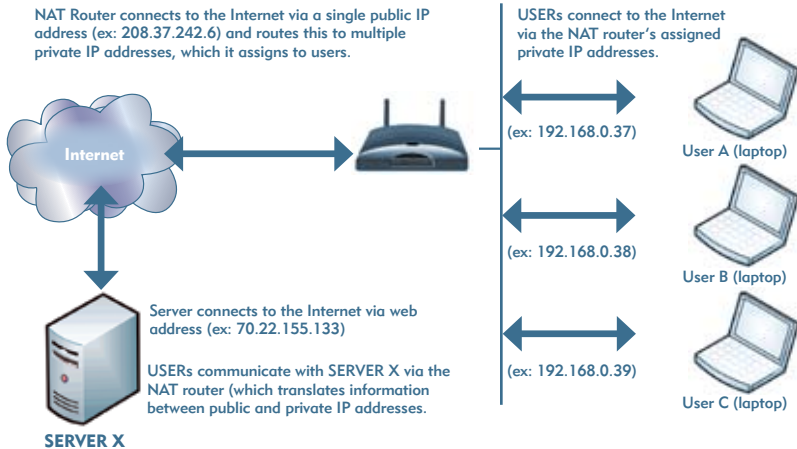 NAT Router connects to the Internet via a single public IP
address (ex: 208.37.242.6) and routes this to multiple
private IP addresses, which it assigns to users.
USERs connect to the Internet
via the NAT router's assigned
private IP addresses.
Internet
(ex: 192.168.0.37)
User A (laptop)
(ex: 192.168.0.38)
User B (laptop)
Server connects to the Internet via web
address (ex: 70.22.155.133)
USERs communicate with SERVER X via the
NAT router (which translates information
between public and private IP addresses.
(ex: 192.168.0.39)
User C (laptop)
SERVER X